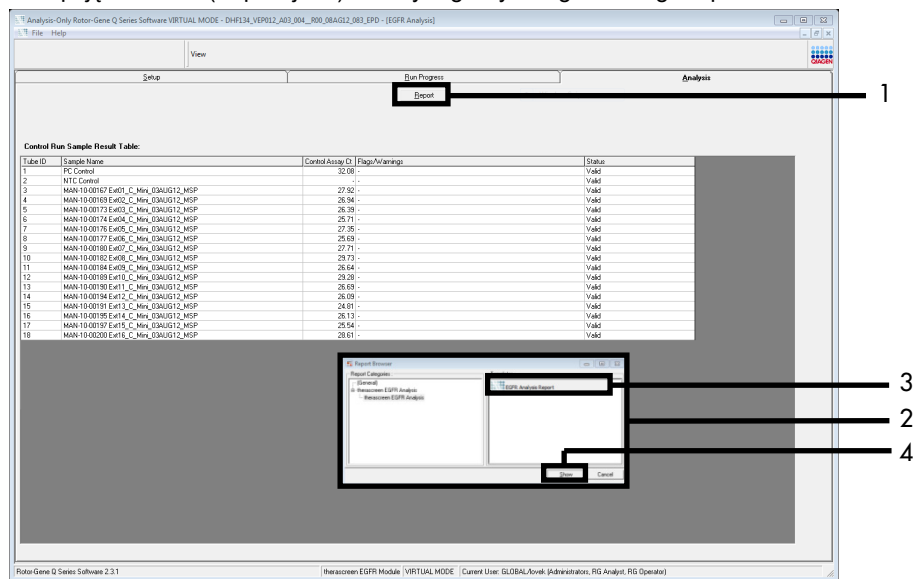 Analysis-Only Rotor-Gene Q Series Software VIRTUAL MODE - DHF134_VEP012_A03_004__R00_08AG12_083_EPD - [EGFR Analysis]
File Help
View
QIAGEN
Setup Run Progress Analysis
Report 1
Control Run Sample Result Table:
Tube ID Sample Name Control Assay Ct Flags/Warnings Status
1 PC Control 32.08 - Valid
2 NTC Control - - Valid
3 MAN-10-00167 Ext01_C_Mini_03AUG12_MSP 27.92 - Valid
4 MAN-10-00169 Ext02_C_Mini_03AUG12_MSP 26.94 - Valid
5 MAN-10-00173 Ext03_C_Mini_03AUG12_MSP 26.39 - Valid
6 MAN-10-00174 Ext04_C_Mini_03AUG12_MSP 25.71 - Valid
7 MAN-10-00176 Ext05_C_Mini_03AUG12_MSP 27.35 - Valid
8 MAN-10-00177 Ext06_C_Mini_03AUG12_MSP 25.69 - Valid
9 MAN-10-00180 Ext07_C_Mini_03AUG12_MSP 27.71 - Valid
10 MAN-10-00182 Ext08_C_Mini_03AUG12_MSP 29.73 - Valid
11 MAN-10-00184 Ext09_C_Mini_03AUG12_MSP 26.64 - Valid
12 MAN-10-00189 Ext10_C_Mini_03AUG12_MSP 29.28 - Valid
13 MAN-10-00190 Ext11_C_Mini_03AUG12_MSP 26.69 - Valid
14 MAN-10-00194 Ext12_C_Mini_03AUG12_MSP 26.09 - Valid
15 MAN-10-00191 Ext13_C_Mini_03AUG12_MSP 24.81 - Valid
16 MAN-10-00195 Ext14_C_Mini_03AUG12_MSP 26.13 - Valid
17 MAN-10-00197 Ext15_C_Mini_03AUG12_MSP 25.54 - Valid
18 MAN-10-00200 Ext16_C_Mini_03AUG12_MSP 28.61 - Valid
Report Browser
Report Categories
(General)
therascreen EGFR Analysis
therascreen EGFR Analysis
EGFR Analysis Report 3
2
4
Show Cancel
Rotor-Gene Q Series Software 2.3.1 therascreen EGFR Module VIRTUAL MODE Current User: GLOBAL/lovek (Administrators, RG Analyst, RG Operator)